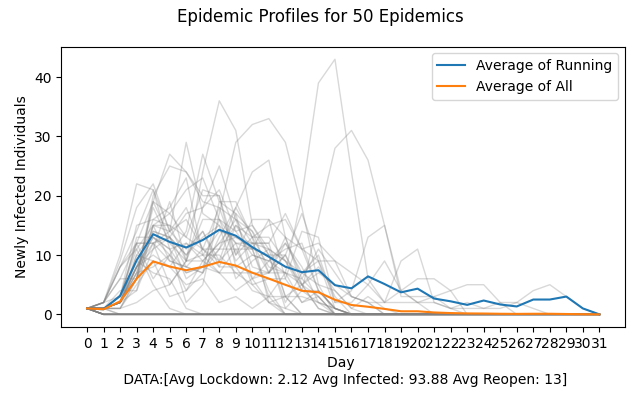 Epidemic Profiles for 50 Epidemics
Average of Running
Average of All
Newly Infected Individuals
40
30
20
10
0
0 1 2 3 4 5 6 7 8 9 10 11 12 13 14 15 16 17 18 19 20 21 22 23 24 25 26 27 28 29 30 31
Day
DATA:[Avg Lockdown: 2.12 Avg Infected: 93.88 Avg Reopen: 13]